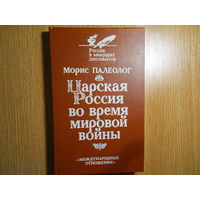 Россия
в мемуарах
дипломатов
Морис ПАЛЕОЛОГ
Царская
Россия
во время
мировой
войны
«МЕЖДУНАРОДНЫЕ
ОТНОШЕНИЯ»